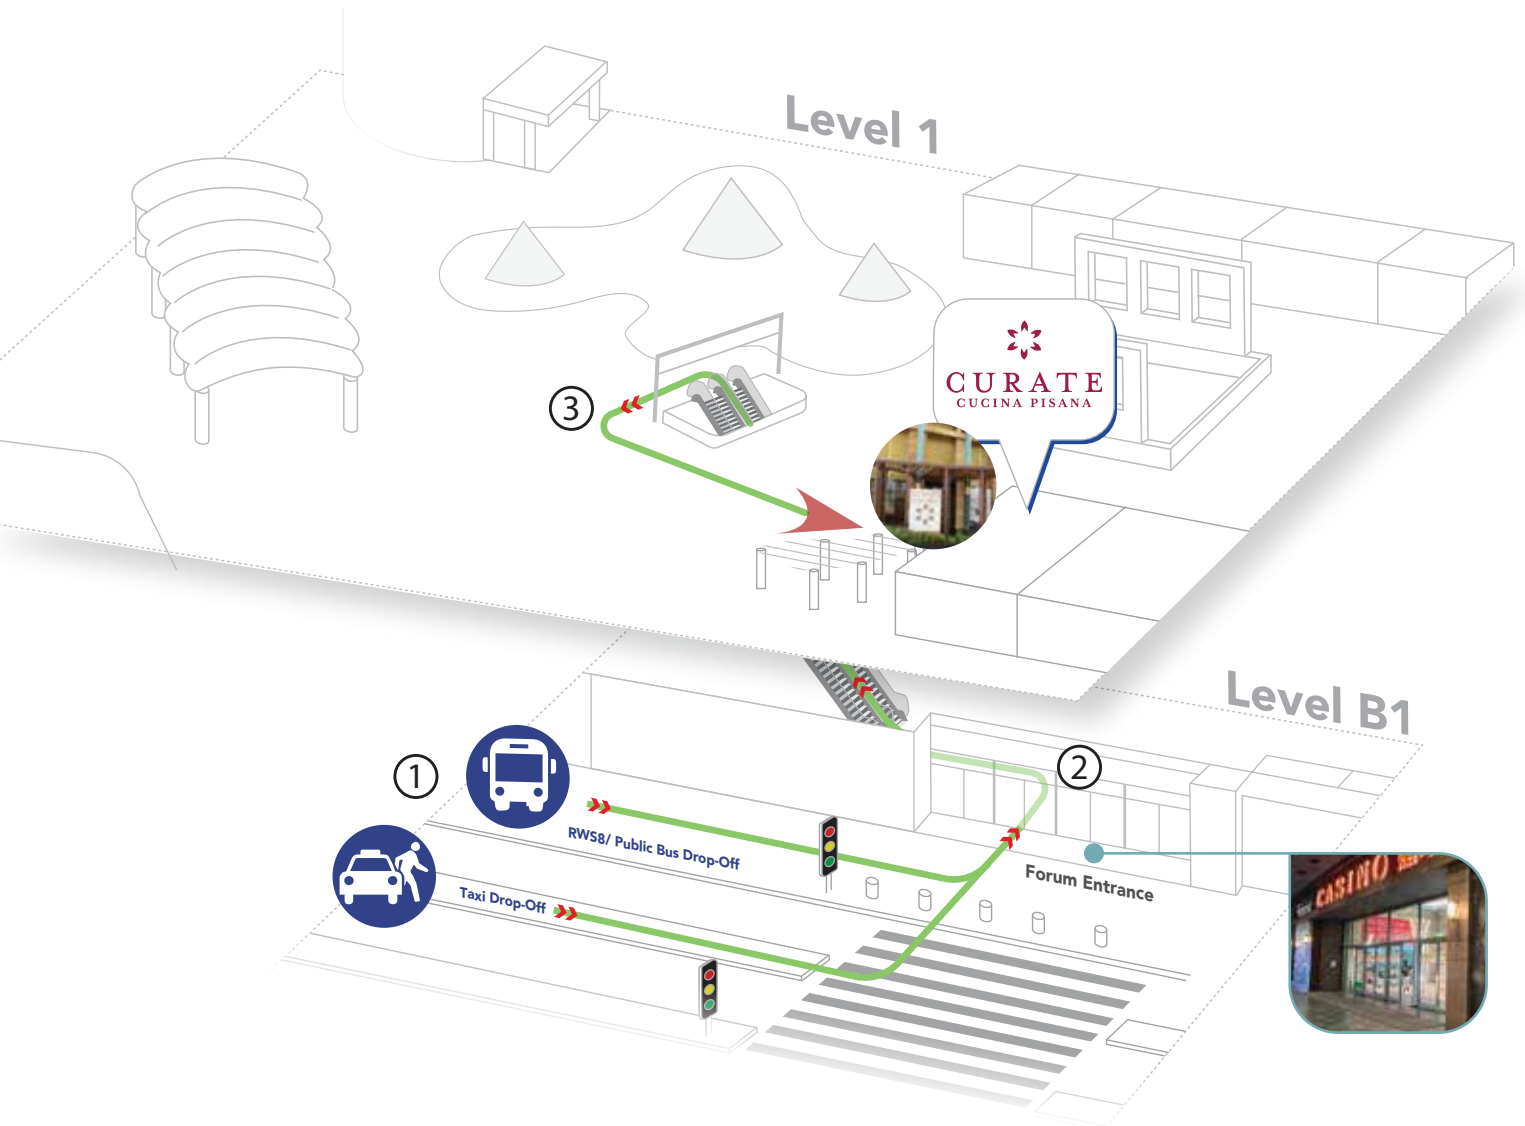 Level 1
CURATE
CUCINA PISANA
3
Level B1
1
2
RWS8/ Public Bus Drop-Off
Taxi Drop-Off
Forum Entrance
CASINO